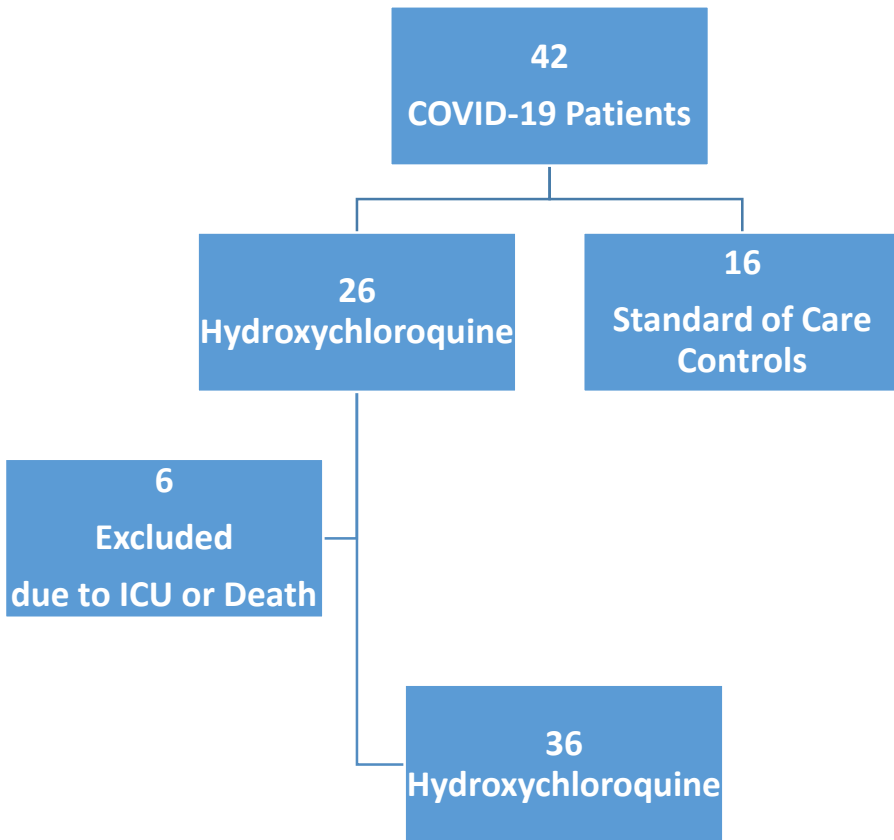 42
COVID-19 Patients
26
Hydroxychloroquine
16
Standard of Care
Controls
6
Excluded
due to ICU or Death
36
Hydroxychloroquine